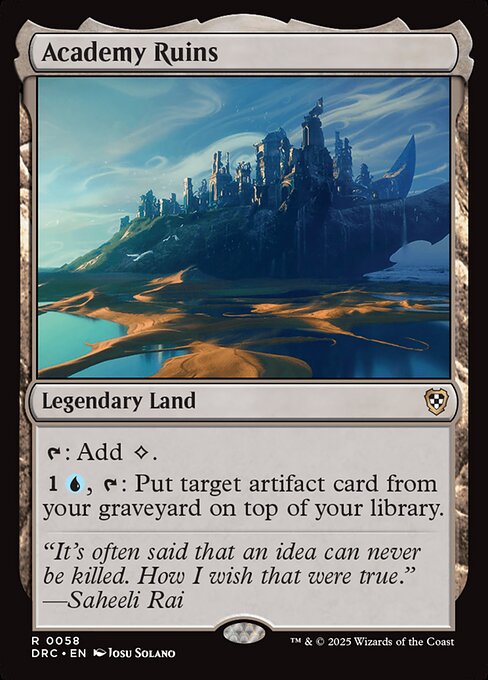 Academy Ruins
Legendary Land
: Add .
1 , : Put target artifact card from
your graveyard on top of your library.
“It’s often said that an idea can never
be killed. How I wish that were true.”
—Saheeli Rai
R 0058
DRC • EN Josu Solano
™ & © 2025 Wizards of the Coast